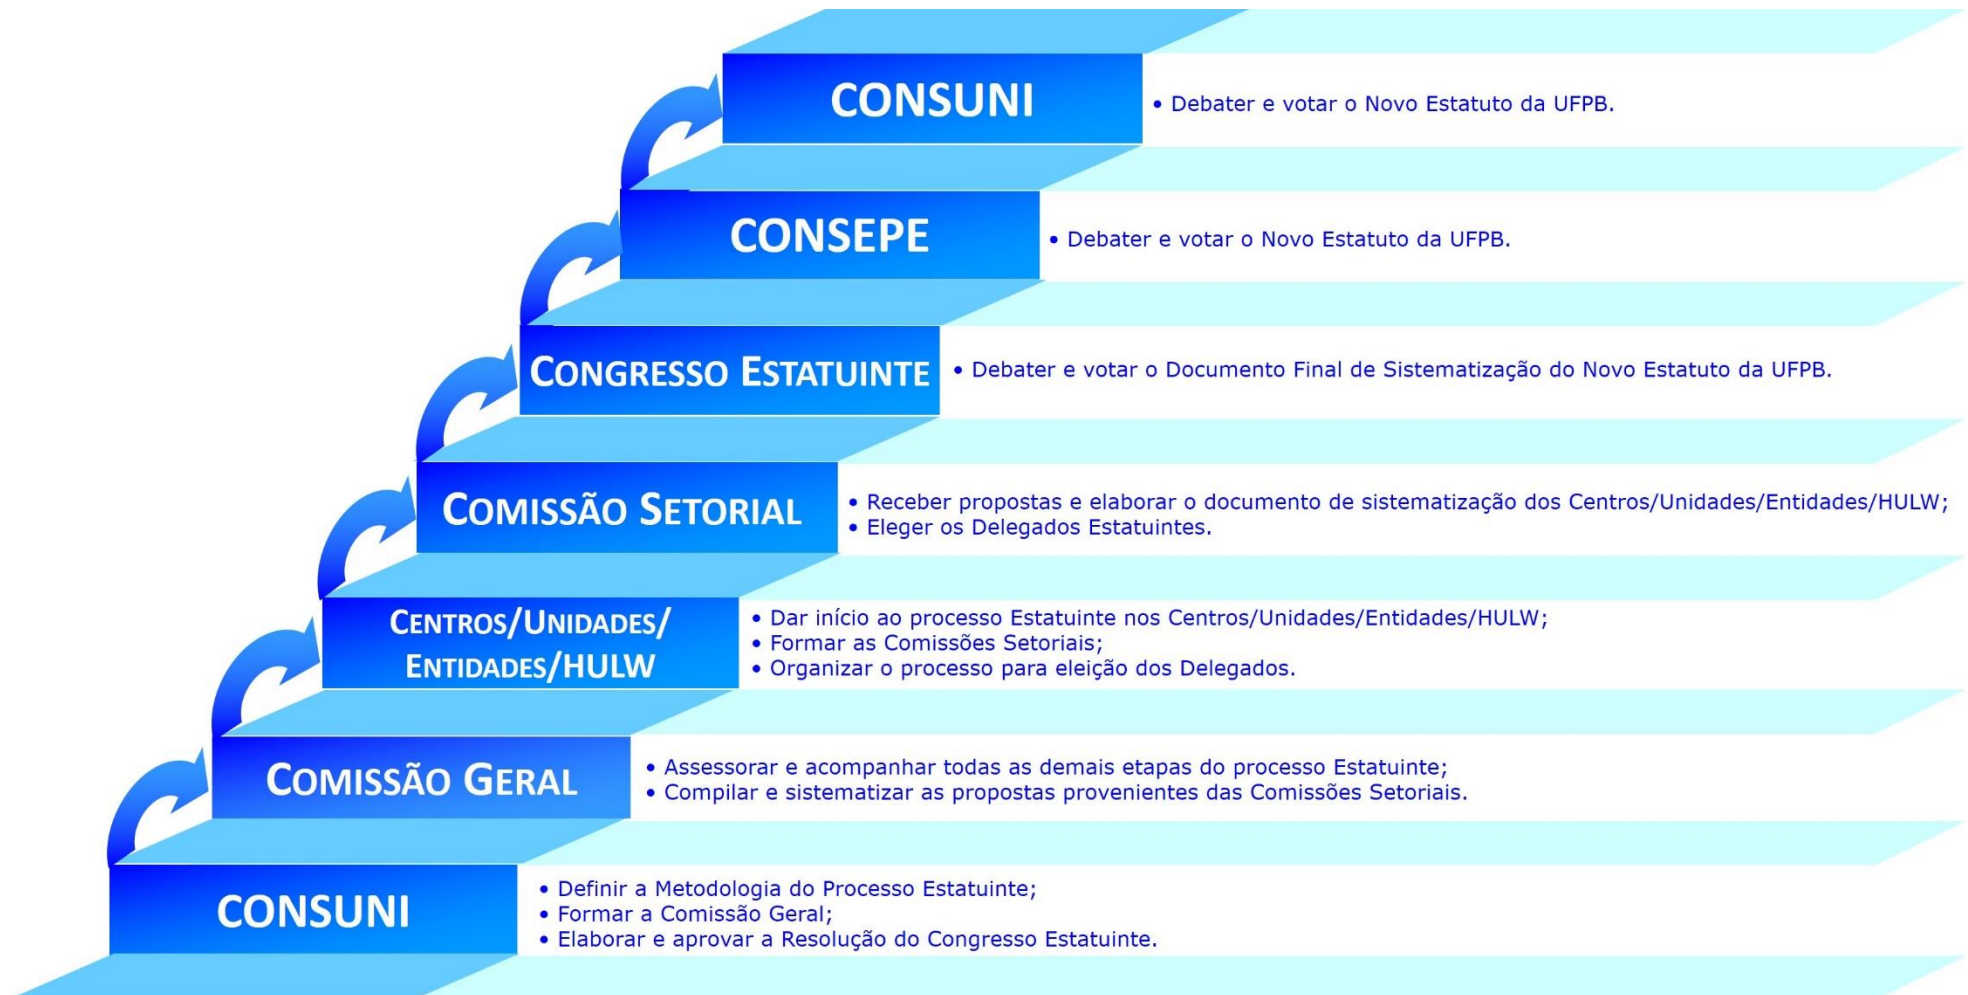 CONSUNI
• Debater e votar o Novo Estatuto da UFPB.
CONSEPE
• Debater e votar o Novo Estatuto da UFPB.
CONGRESSO ESTATUINTE
• Debater e votar o Documento Final de Sistematização do Novo Estatuto da UFPB.
COMISSÃO SETORIAL
• Receber propostas e elaborar o documento de sistematização dos Centros/Unidades/Entidades/HULW;
• Eleger os Delegados Estatuintes.
CENTROS/UNIDADES/
ENTIDADES/HULW
• Dar início ao processo Estatuinte nos Centros/Unidades/Entidades/HULW;
• Formar as Comissões Setoriais;
• Organizar o processo para eleição dos Delegados.
COMISSÃO GERAL
• Assessorar e acompanhar todas as demais etapas do processo Estatuinte;
• Compilar e sistematizar as propostas provenientes das Comissões Setoriais.
CONSUNI
• Definir a Metodologia do Processo Estatuinte;
• Formar a Comissão Geral;
• Elaborar e aprovar a Resolução do Congresso Estatuinte.